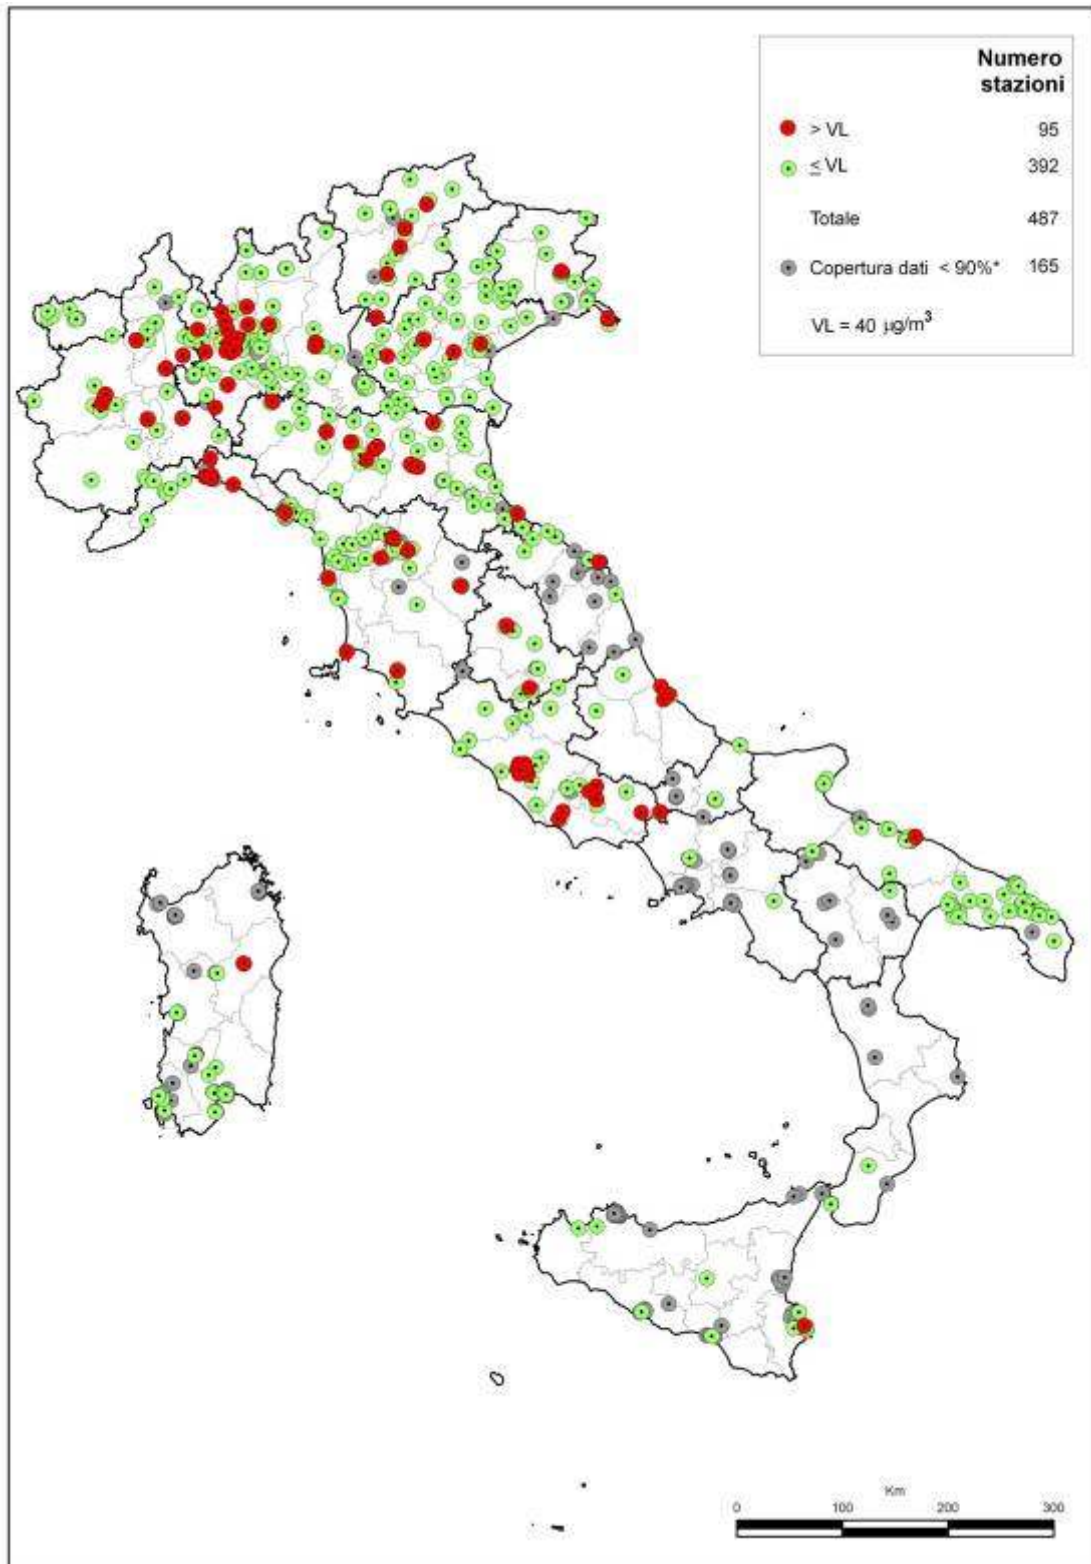 Numero
stazioni
> VL 95
≤ VL 392
Totale 487
Copertura dati < 90%* 165
VL = 40 µg/m³
Km
0 100 200 300